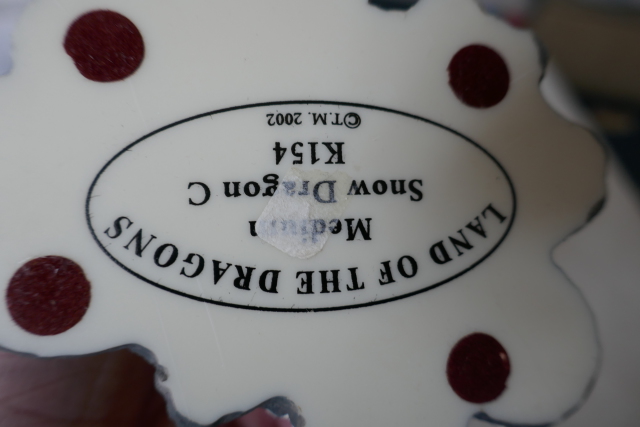 LAND OF THE DRAGONS
Medium
Snow Dragon C
K154
©T.M. 2002